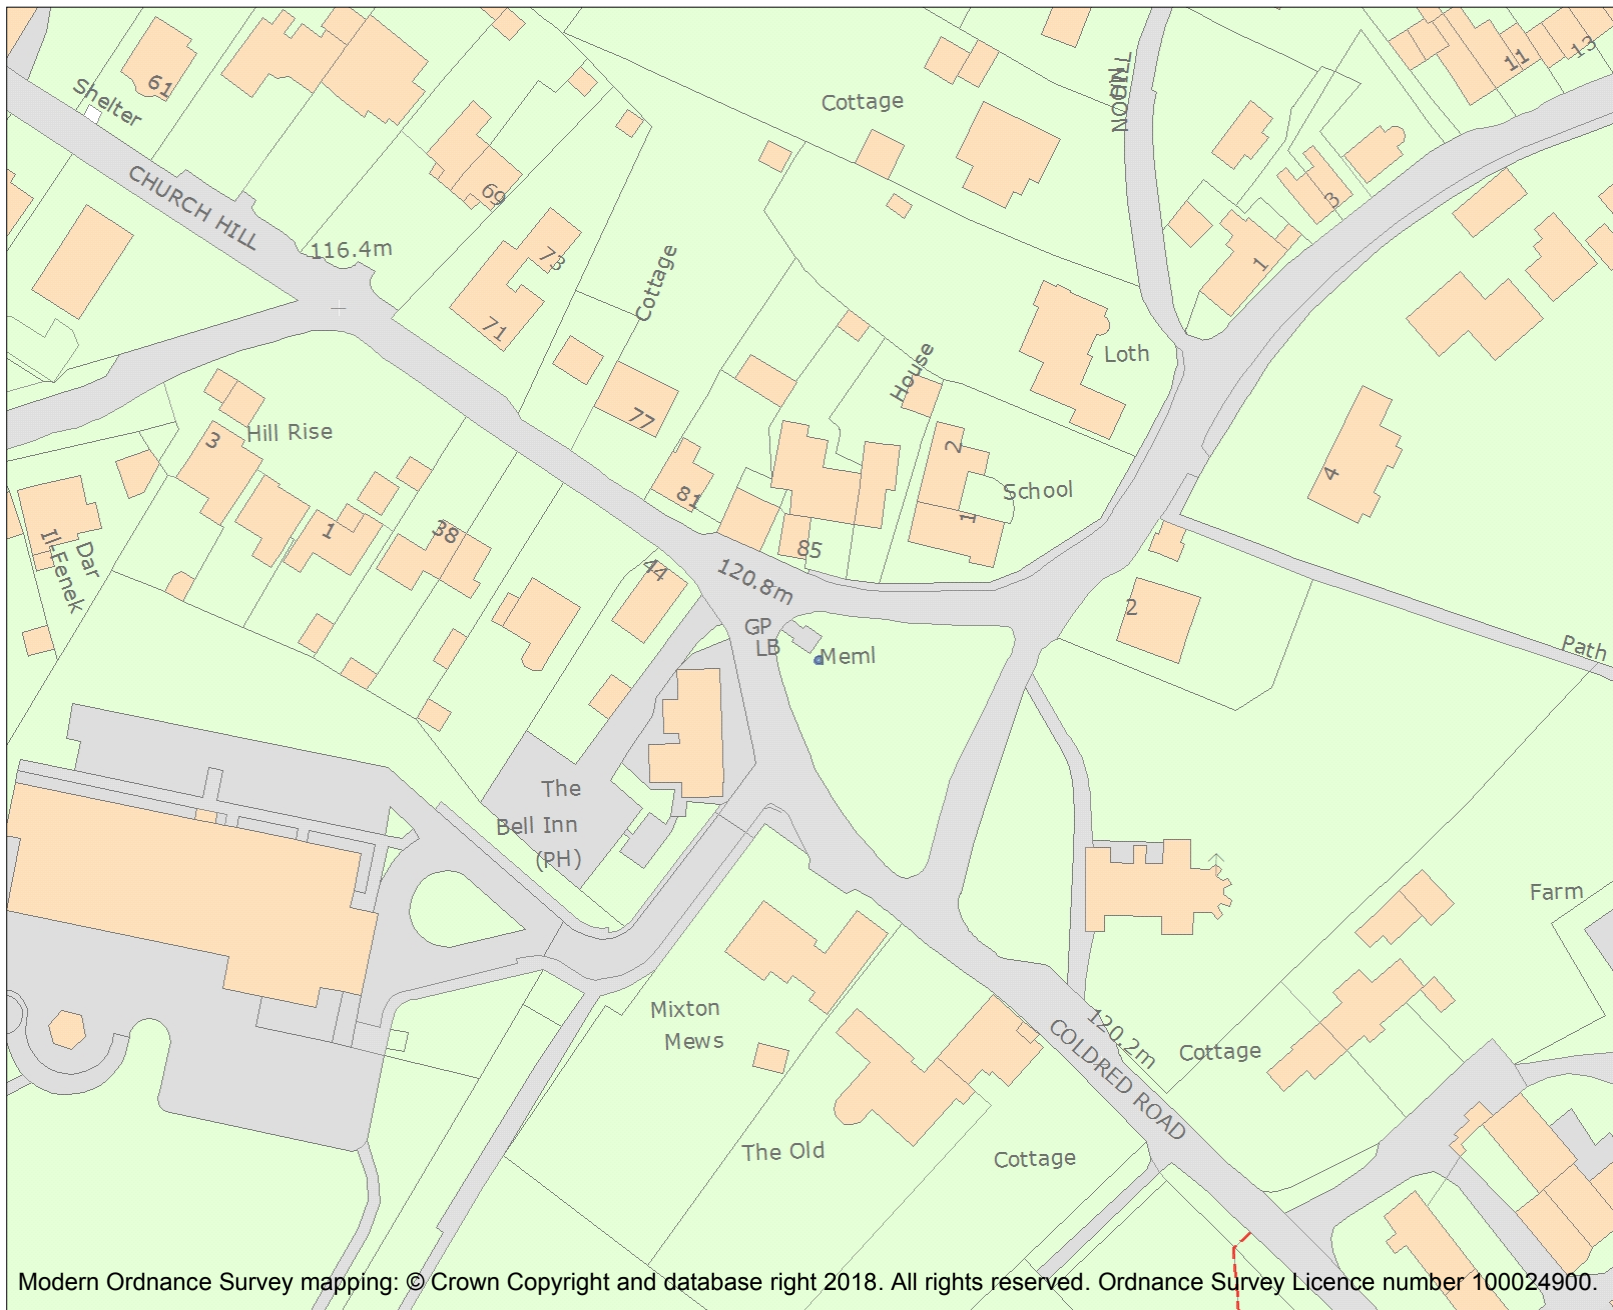 11
13
61
Shelter
Cottage
CHURCH HILL
69
3
116.4m
73
1
Cottage
71
Loth
House
77
Hill Rise
3
2
4
81
School
1
1
38
85
Dar
Il-Fenek
44
120.8m
2
GP
LB
Meml
Path
The
Bell Inn
(PH)
Farm
Mixton
Mews
120.2m
Cottage
COLDRED ROAD
The Old
Cottage
Modern Ordnance Survey mapping: © Crown Copyright and database right 2018. All rights reserved. Ordnance Survey Licence number 100024900.